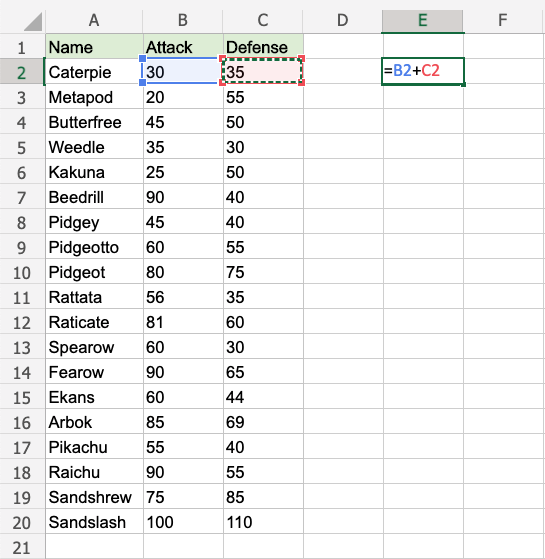 A B C D E F
1 Name Attack Defense
2 Caterpie 30 35 =B2+C2
3 Metapod 20 55
4 Butterfree 45 50
5 Weedle 35 30
6 Kakuna 25 50
7 Beedrill 90 40
8 Pidgey 45 40
9 Pidgeotto 60 55
10 Pidgeot 80 75
11 Rattata 56 35
12 Raticate 81 60
13 Spearow 60 30
14 Fearow 90 65
15 Ekans 60 44
16 Arbok 85 69
17 Pikachu 55 40
18 Raichu 90 55
19 Sandshrew 75 85
20 Sandslash 100 110
21